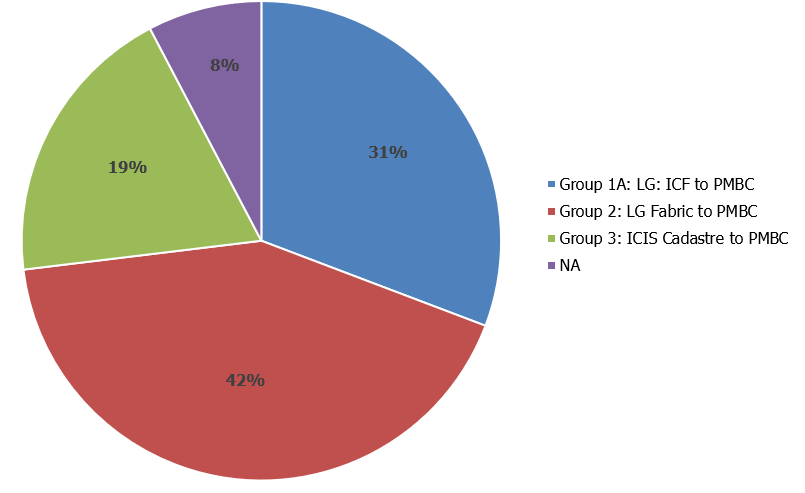 8%
31%
19%
42%
Group 1A: LG: ICF to PMBC
Group 2: LG Fabric to PMBC
Group 3: ICIS Cadastre to PMBC
NA